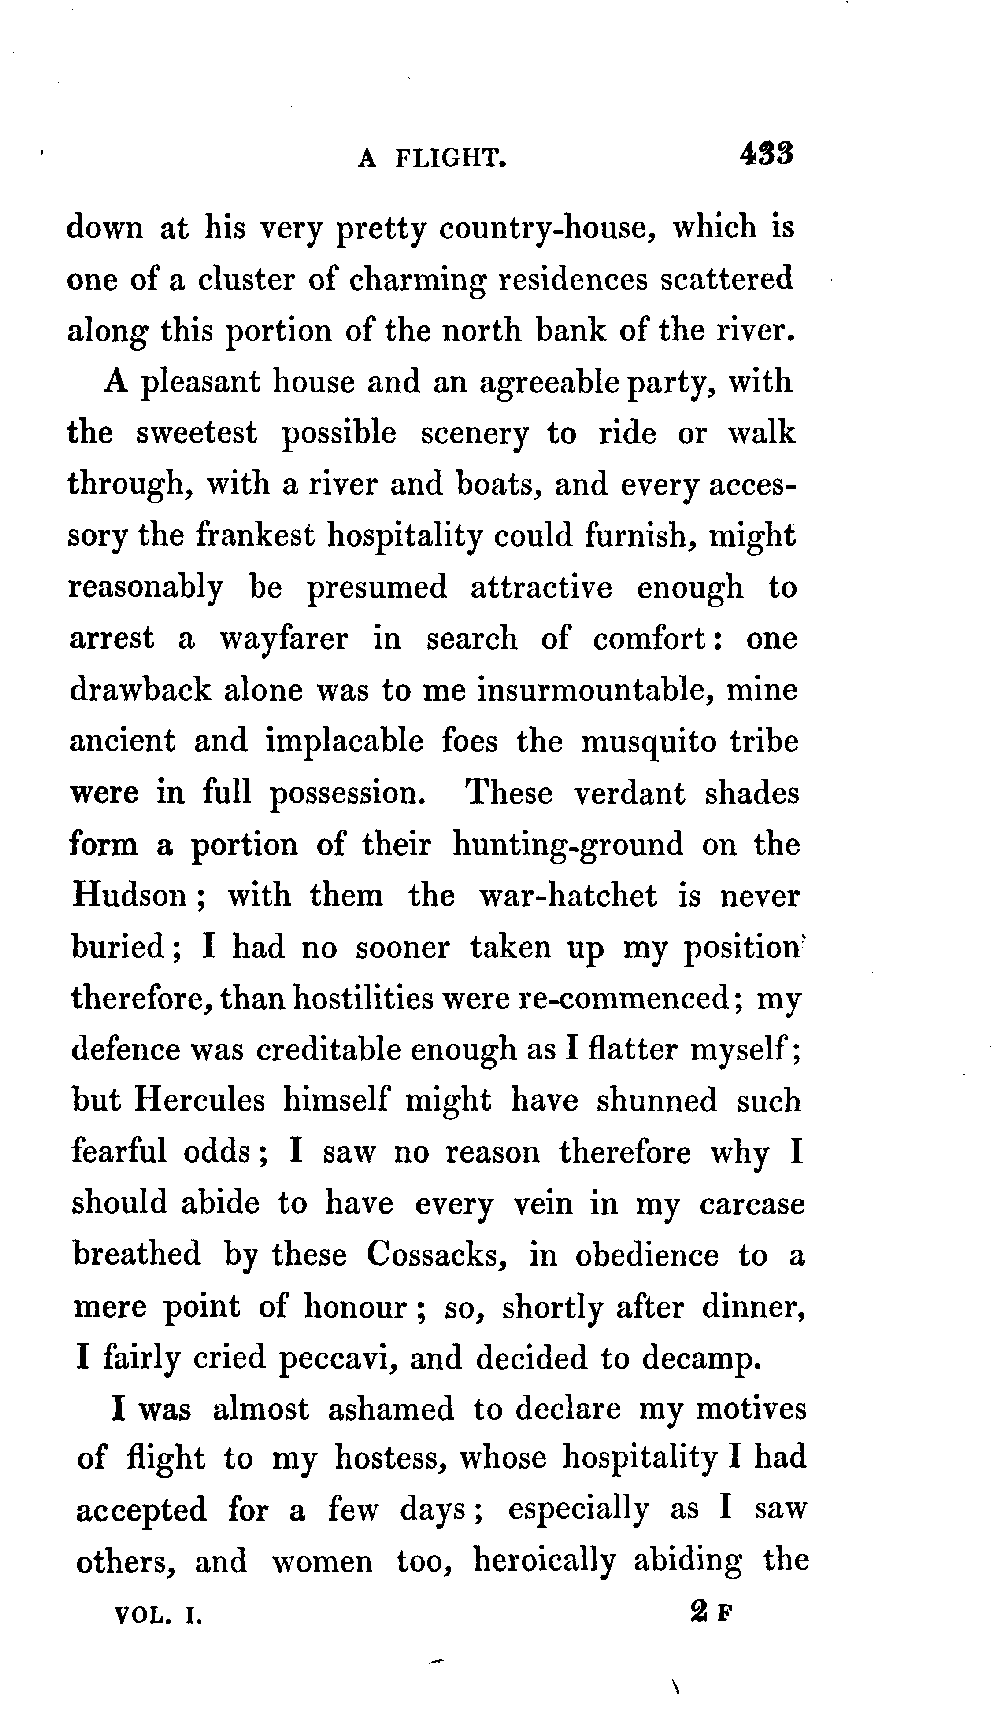 A FLIGHT. 433
down at his very pretty country-house, which is
one of a cluster of charming residences scattered
along this portion of the north bank of the river.
A pleasant house and an agreeable party, with
the sweetest possible scenery to ride or walk
through, with a river and boats, and every acces-
sory the frankest hospitality could furnish, might
reasonably be presumed attractive enough to
arrest a wayfarer in search of comfort: one
drawback alone was to me insurmountable, mine
ancient and implacable foes the musquito tribe
were in full possession. These verdant shades
form a portion of their hunting-ground on the
Hudson; with them the war-hatchet is never
buried; I had no sooner taken up my position
therefore, than hostilities were re-commenced; my
defence was creditable enough as I flatter myself;
but Hercules himself might have shunned such
fearful odds; I saw no reason therefore why I
should abide to have every vein in my carcase
breathed by these Cossacks, in obedience to a
mere point of honour; so, shortly after dinner,
I fairly cried peccavi, and decided to decamp.
I was almost ashamed to declare my motives
of flight to my hostess, whose hospitality I had
accepted for a few days; especially as I saw
others, and women too, heroically abiding the
VOL. I. 2 F